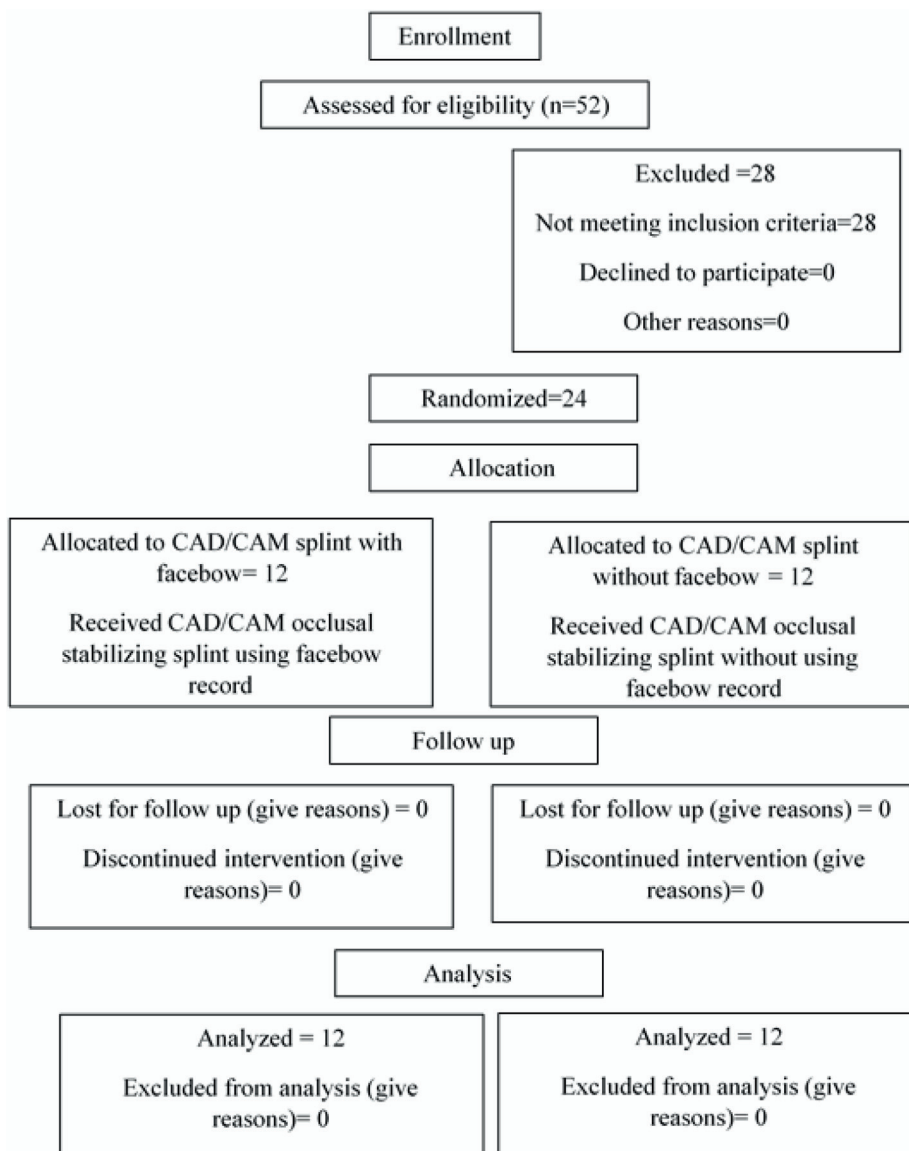 Enrollment
Assessed for eligibility (n=52)
Excluded =28
Not meeting inclusion criteria=28
Declined to participate=0
Other reasons=0
Randomized=24
Allocation
Allocated to CAD/CAM splint with
facebow= 12
Received CAD/CAM occlusal
stabilizing splint using facebow
record
Allocated to CAD/CAM splint
without facebow = 12
Received CAD/CAM occlusal
stabilizing splint without using
facebow record
Follow up
Lost for follow up (give reasons) = 0
Discontinued intervention (give
reasons)= 0
Lost for follow up (give reasons) = 0
Discontinued intervention (give
reasons)= 0
Analysis
Analyzed = 12
Excluded from analysis (give
reasons)= 0
Analyzed = 12
Excluded from analysis (give
reasons)= 0